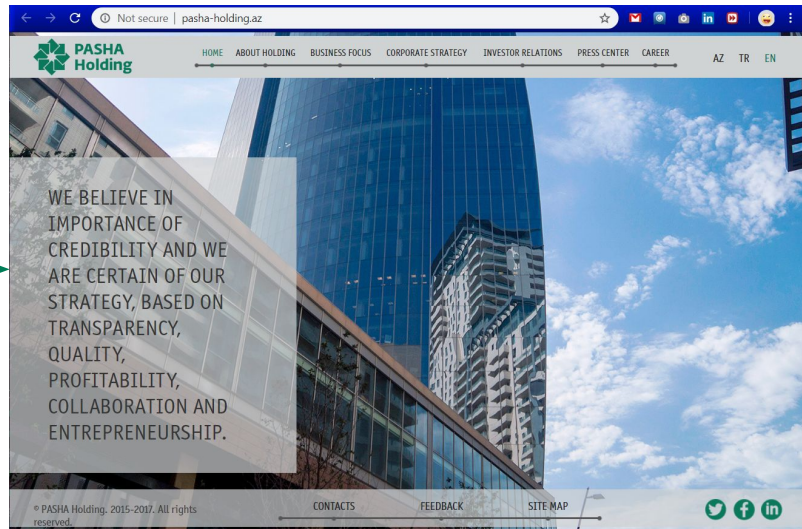 Not secure | pasha-holding.az
PASHA
Holding
HOME ABOUT HOLDING BUSINESS FOCUS CORPORATE STRATEGY INVESTOR RELATIONS PRESS CENTER CAREER
AZ TR EN
WE BELIEVE IN
IMPORTANCE OF
CREDIBILITY AND WE
ARE CERTAIN OF OUR
STRATEGY, BASED ON
TRANSPARENCY,
QUALITY,
PROFITABILITY,
COLLABORATION AND
ENTREPRENEURSHIP.
© PASHA Holding. 2015-2017. All rights
reserved.
CONTACTS FEEDBACK SITE MAP